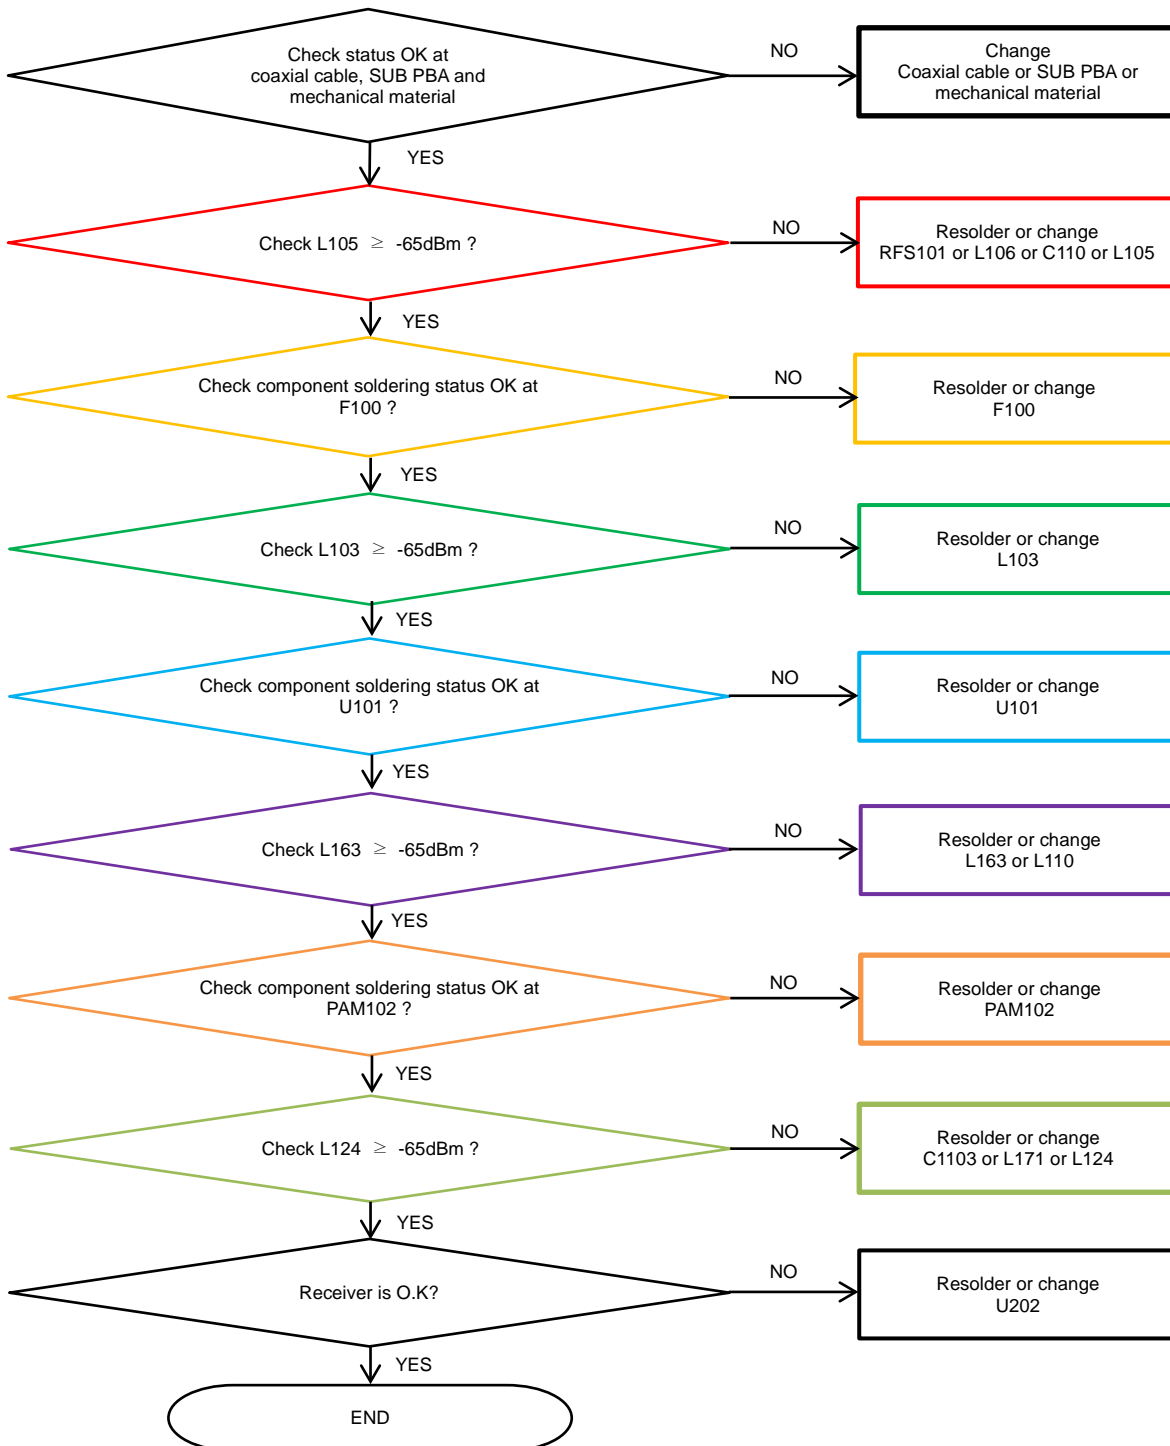 Check status OK at
coaxial cable, SUB PBA and
mechanical material
NO
Change
Coaxial cable or SUB PBA or
mechanical material
YES
Check L105 ≥ -65dBm ?
NO
Resolder or change
RFS101 or L106 or C110 or L105
YES
Check component soldering status OK at
F100 ?
NO
Resolder or change
F100
YES
Check L103 ≥ -65dBm ?
NO
Resolder or change
L103
YES
Check component soldering status OK at
U101 ?
NO
Resolder or change
U101
YES
Check L163 ≥ -65dBm ?
NO
Resolder or change
L163 or L110
YES
Check component soldering status OK at
PAM102 ?
NO
Resolder or change
PAM102
YES
Check L124 ≥ -65dBm ?
NO
Resolder or change
C1103 or L171 or L124
YES
Receiver is O.K?
NO
Resolder or change
U202
YES
END